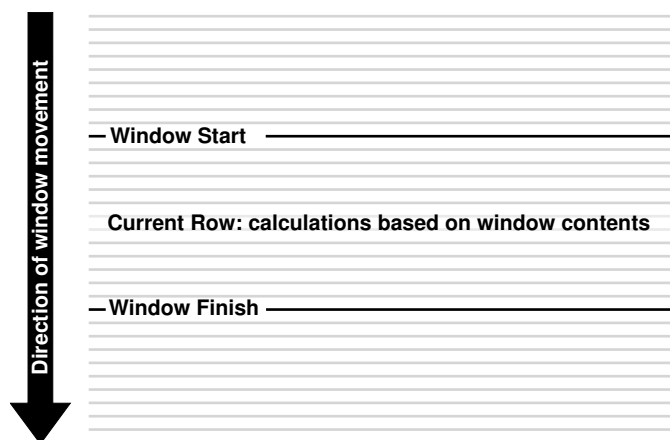 Direction of window movement
Window Start
Current Row: calculations based on window contents
Window Finish